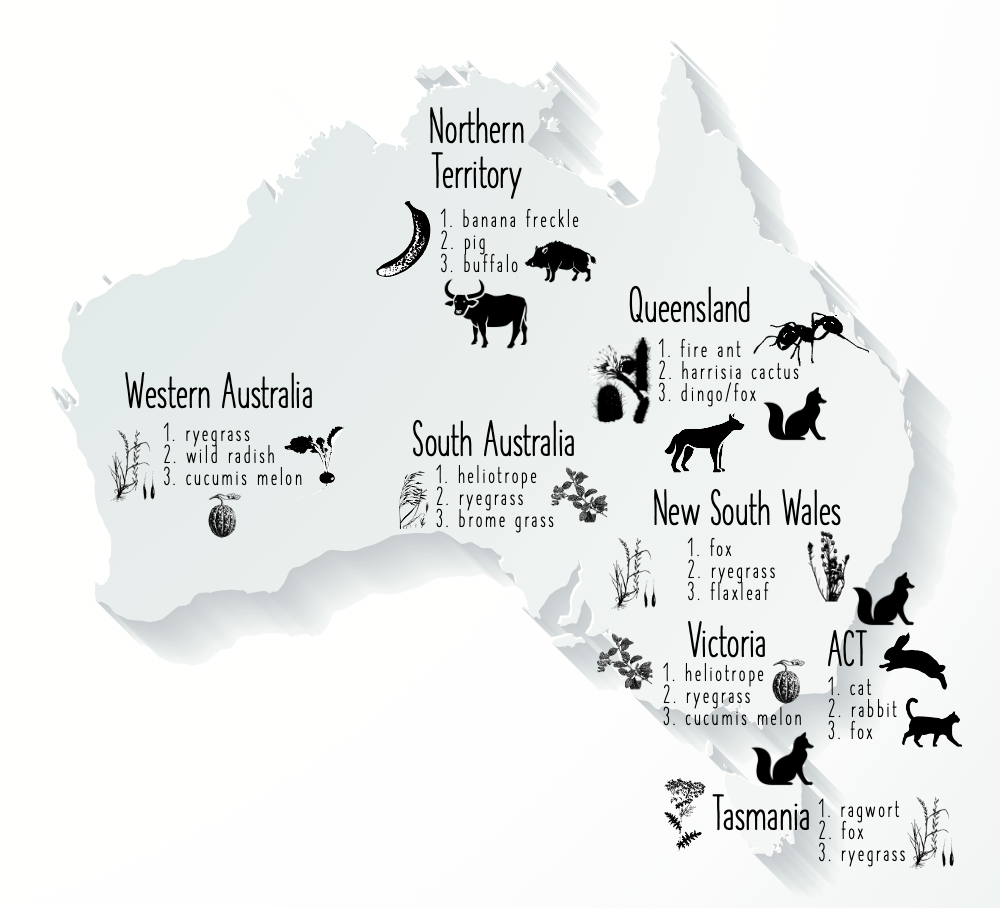 Northern
Territory
1. banana freckle
2. pig
3. buffalo
Queensland
1. fire ant
2. harrisia cactus
3. dingo/fox
Western Australia
1. ryegrass
2. wild radish
3. cucumis melon
South Australia
1. heliotrope
2. ryegrass
3. brome grass
New South Wales
1. fox
2. ryegrass
3. flaxleaf
Victoria
1. heliotrope
2. ryegrass
3. cucumis melon
ACT
1. cat
2. rabbit
3. fox
Tasmania
1. ragwort
2. fox
3. ryegrass